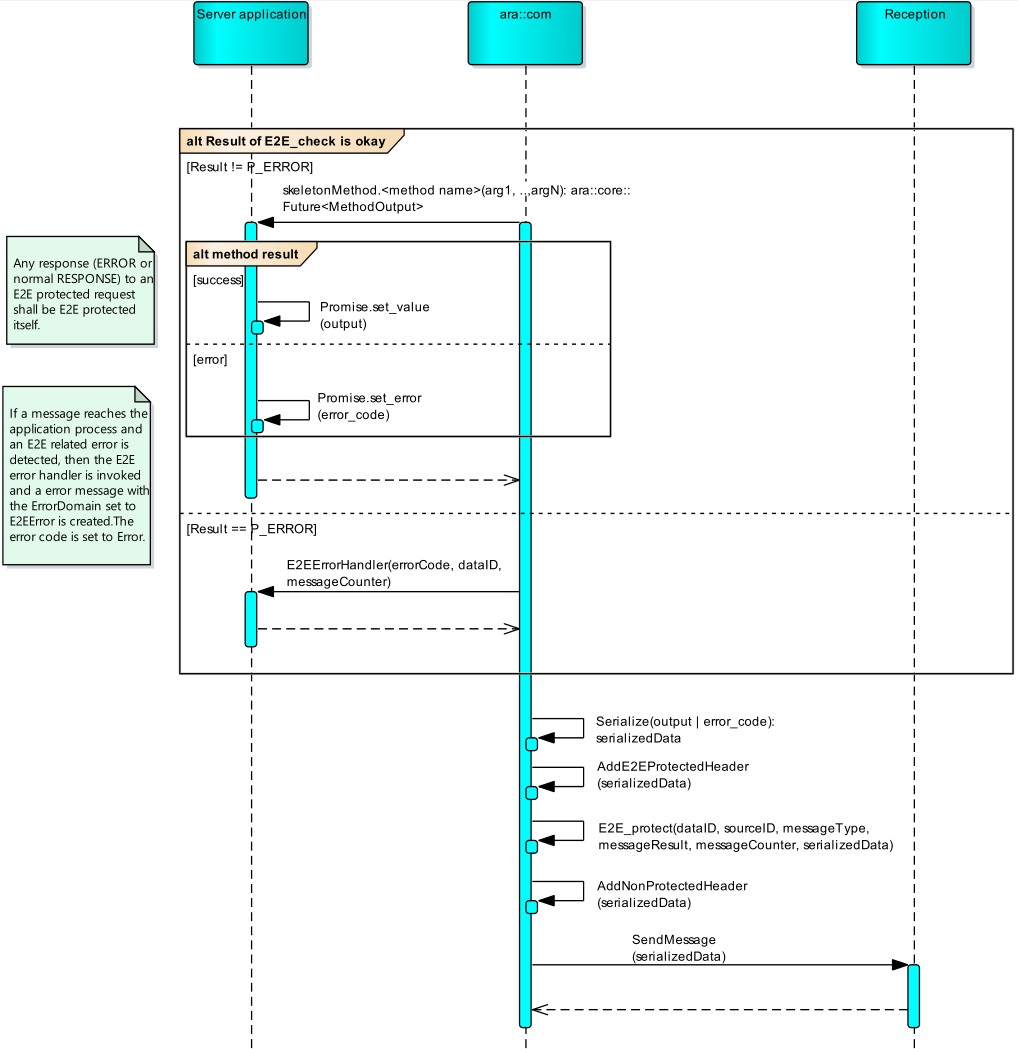 Server application
ara::com
Reception
alt Result of E2E_check is okay
[Result != P_ERROR]
skeletonMethod.<method name>(arg1, ..,argN): ara::core::
Future<MethodOutput>
alt method result
[success]
Promise.set_value
(output)
[error]
Promise.set_error
(error_code)
Any response (ERROR or
normal RESPONSE) to an
E2E protected request
shall be E2E protected
itself.
If a message reaches the
application process and
an E2E related error is
detected, then the E2E
error handler is invoked
and a error message with
the ErrorDomain set to
E2EError is created.The
error code is set to Error.
[Result == P_ERROR]
E2EErrorHandler(errorCode, dataID,
messageCounter)
Serialize(output | error_code):
serializedData
AddE2EProtectedHeader
(serializedData)
E2E_protect(dataID, sourceID, messageType,
messageResult, messageCounter, serializedData)
AddNonProtectedHeader
(serializedData)
SendMessage
(serializedData)